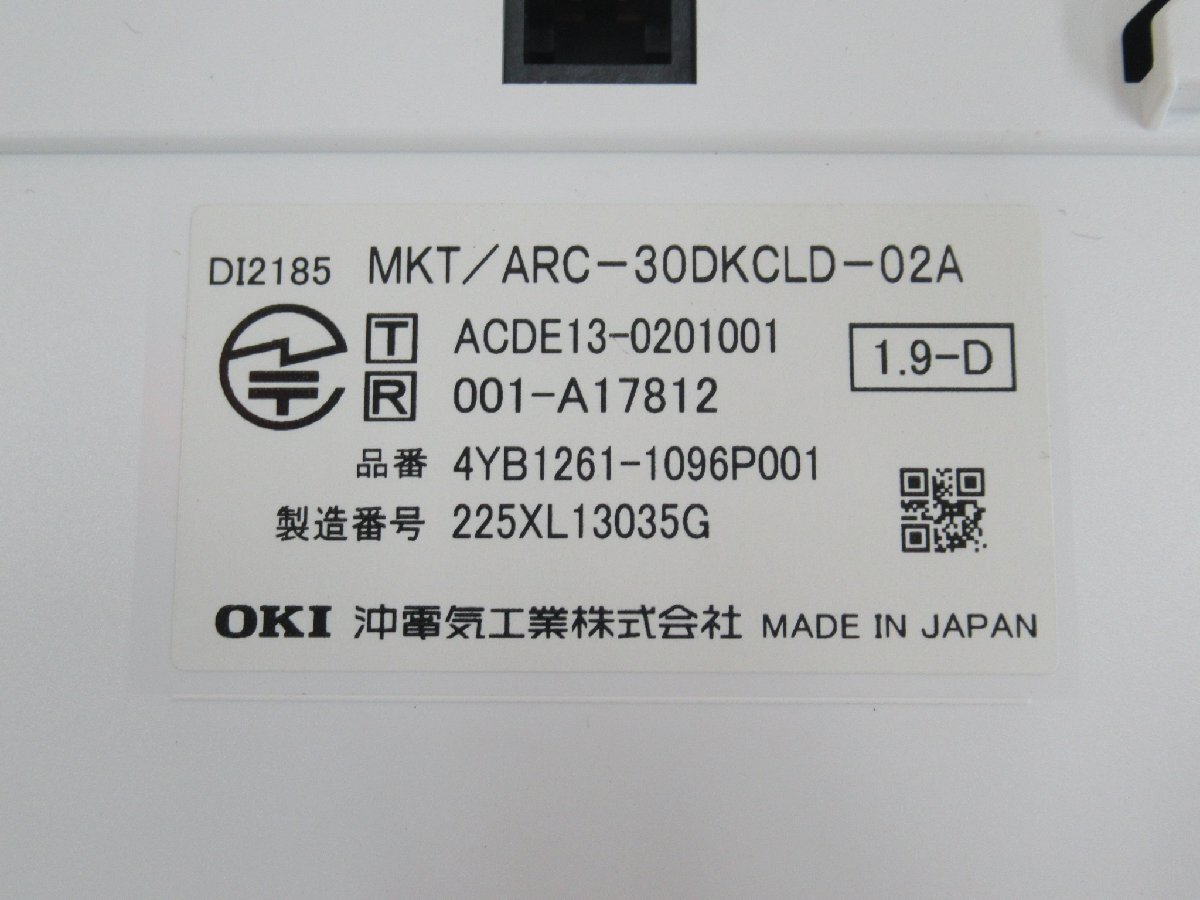 DI2185 MKT/ARC-30DKCLD-02A
T ACDE13-0201001
1.9-D
R 001-A17812
品番 4YB1261-1096P001
製造番号 225XL13035G
OKI 沖電気工業株式会社 MADE IN JAPAN